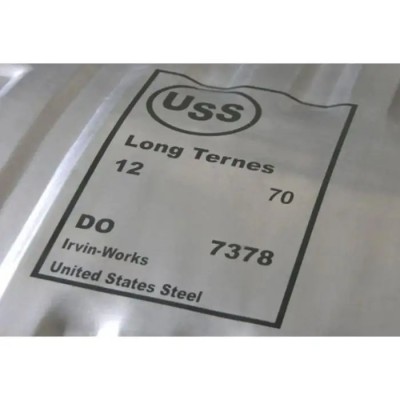 USS
Long Ternes
12
70
DO
7378
Irvin-Works
United States Steel